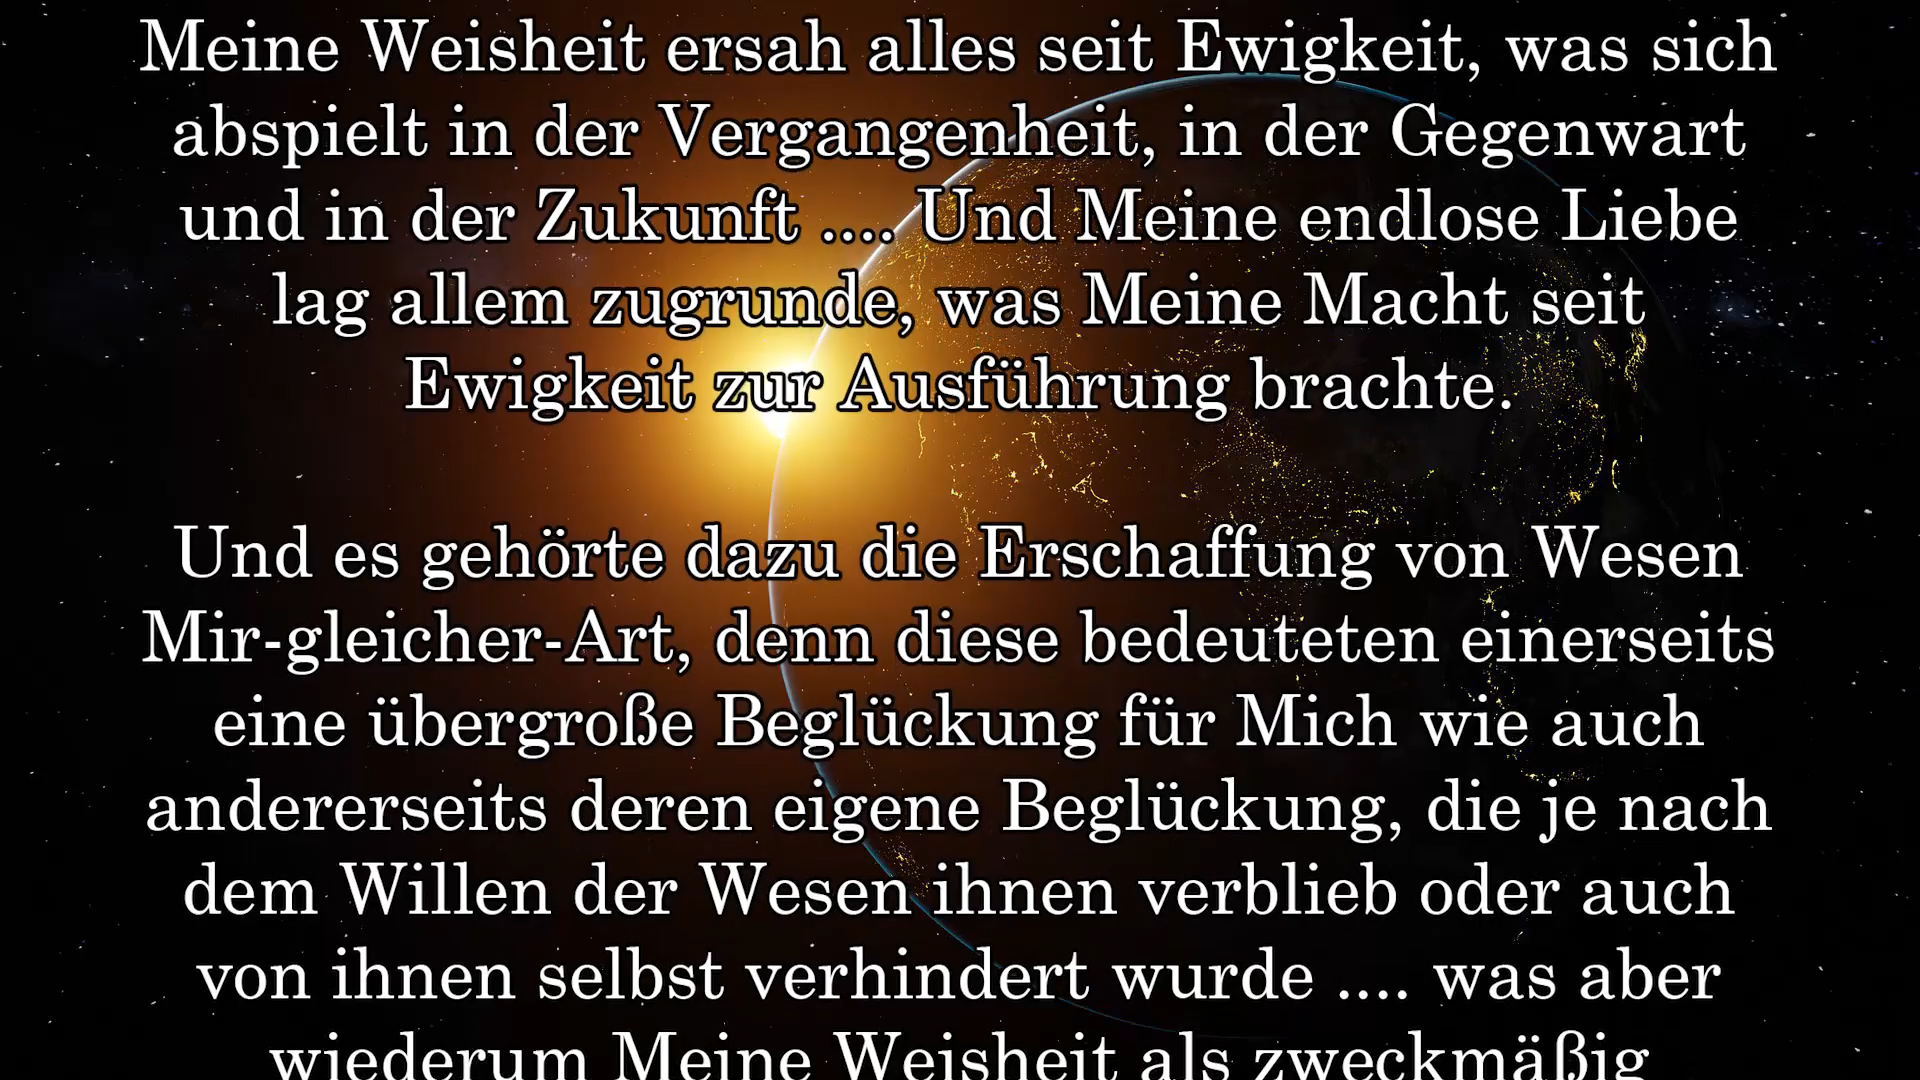 Meine Weisheit ersah alles seit Ewigkeit, was sich
abspielt in der Vergangenheit, in der Gegenwart
und in der Zukunft .... Und Meine endlose Liebe
lag allem zugrunde, was Meine Macht seit
Ewigkeit zur Ausführung brachte.
Und es gehörte dazu die Erschaffung von Wesen
Mir-gleicher-Art, denn diese bedeuteten einerseits
eine übergroße Beglückung für Mich wie auch
andererseits deren eigene Beglückung, die je nach
dem Willen der Wesen ihnen verblieb oder auch
von ihnen selbst verhindert wurde .... was aber
wiederum Meine Weisheit als zweckmäßig